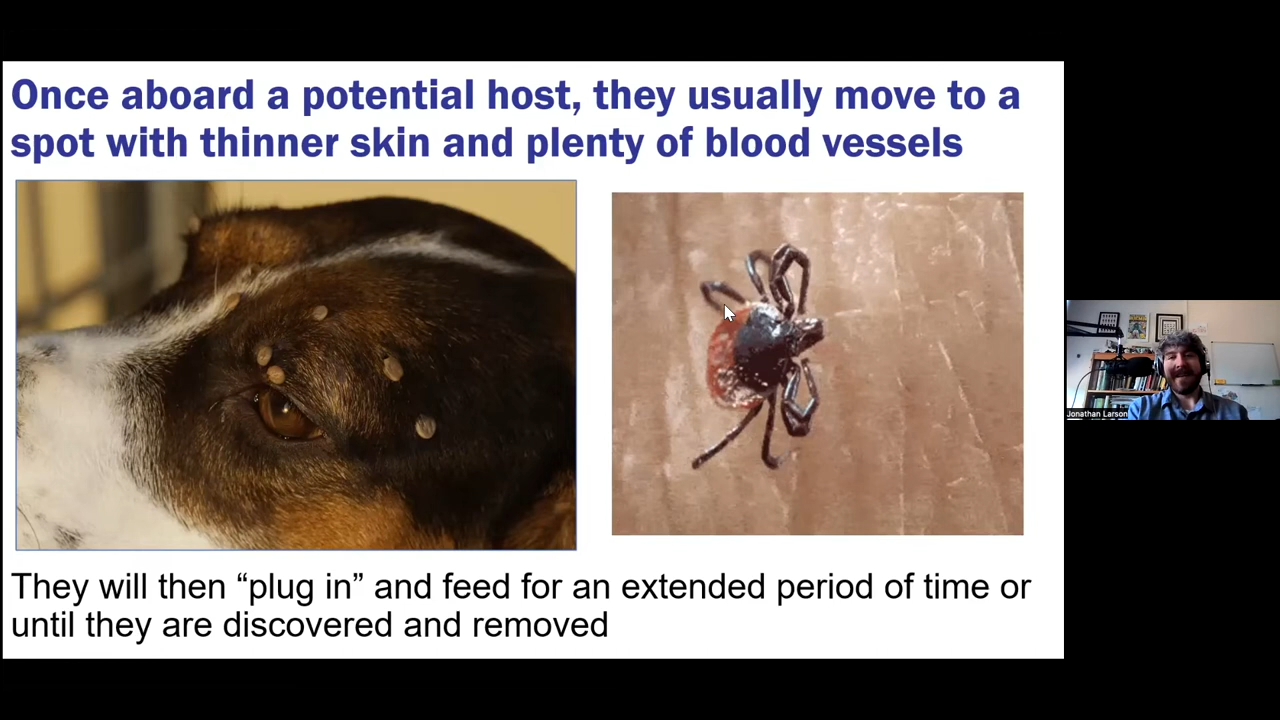 Once aboard a potential host, they usually move to a
spot with thinner skin and plenty of blood vessels
They will then “plug in” and feed for an extended period of time or
until they are discovered and removed
Jonathan Larson